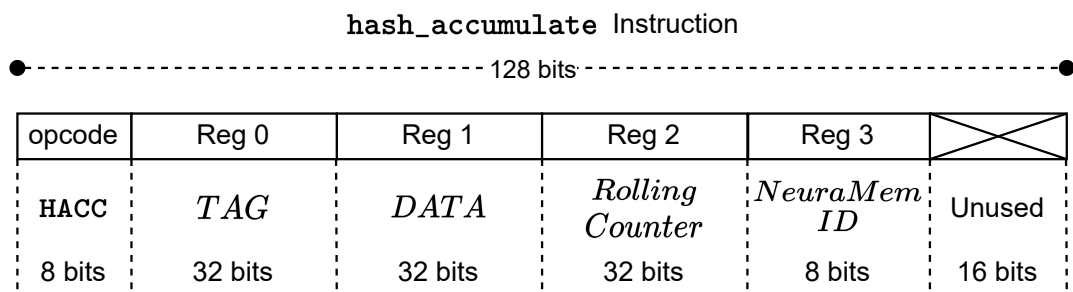 hash_accumulate Instruction
128 bits
opcode Reg 0 Reg 1 Reg 2 Reg 3
HACC TAG DATA Rolling Counter NeuraMem ID Unused
8 bits 32 bits 32 bits 32 bits 8 bits 16 bits